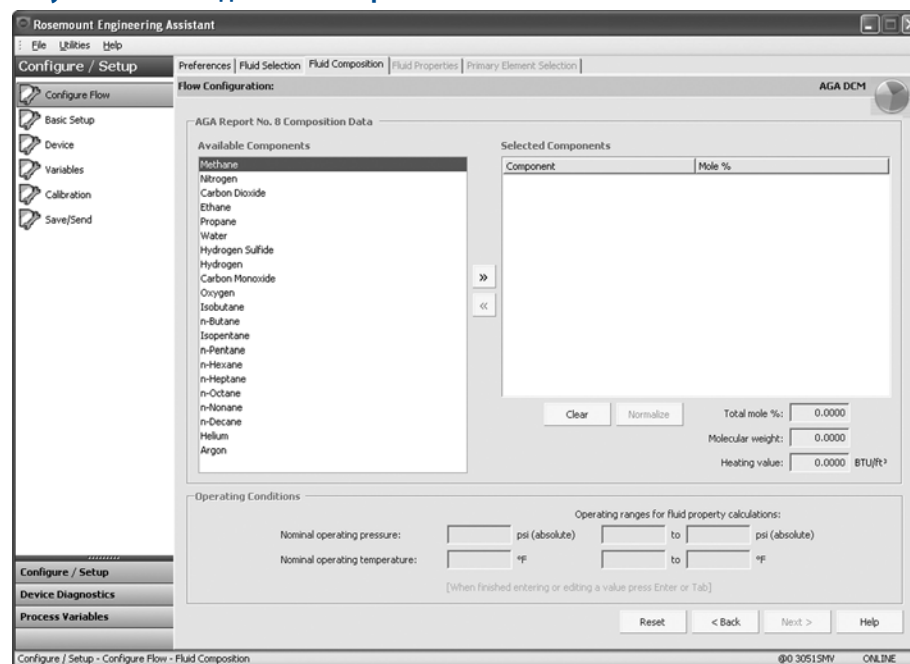 Rosemount Engineering Assistant
File Utilities Help
Configure / Setup
Preferences Fluid Selection Fluid Composition Fluid Properties Primary Element Selection
Configure Flow
Basic Setup
Device
Variables
Calibration
Save/Send
Flow Configuration: AGA DCM
AGA Report No. 8 Composition Data
Available Components
Methane
Nitrogen
Carbon Dioxide
Ethane
Propane
Water
Hydrogen Sulfide
Hydrogen
Carbon Monoxide
Oxygen
Isobutane
n-Butane
Isopentane
n-Pentane
n-Hexane
n-Heptane
n-Octane
n-Nonane
n-Decane
Helium
Argon
»
«
Selected Components
Component Mole %
Clear Normalize Total mole %: 0.0000
Molecular weight: 0.0000
Heating value: 0.0000 BTU/ft³
Operating Conditions
Operating ranges for fluid property calculations:
Nominal operating pressure: psi (absolute) to psi (absolute)
Nominal operating temperature: °F to °F
[When finished entering or editing a value press Enter or Tab]
Configure / Setup
Device Diagnostics
Process Variables
Reset < Back Next > Help
Configure / Setup - Configure Flow - Fluid Composition @0 3051SMV ONLINE